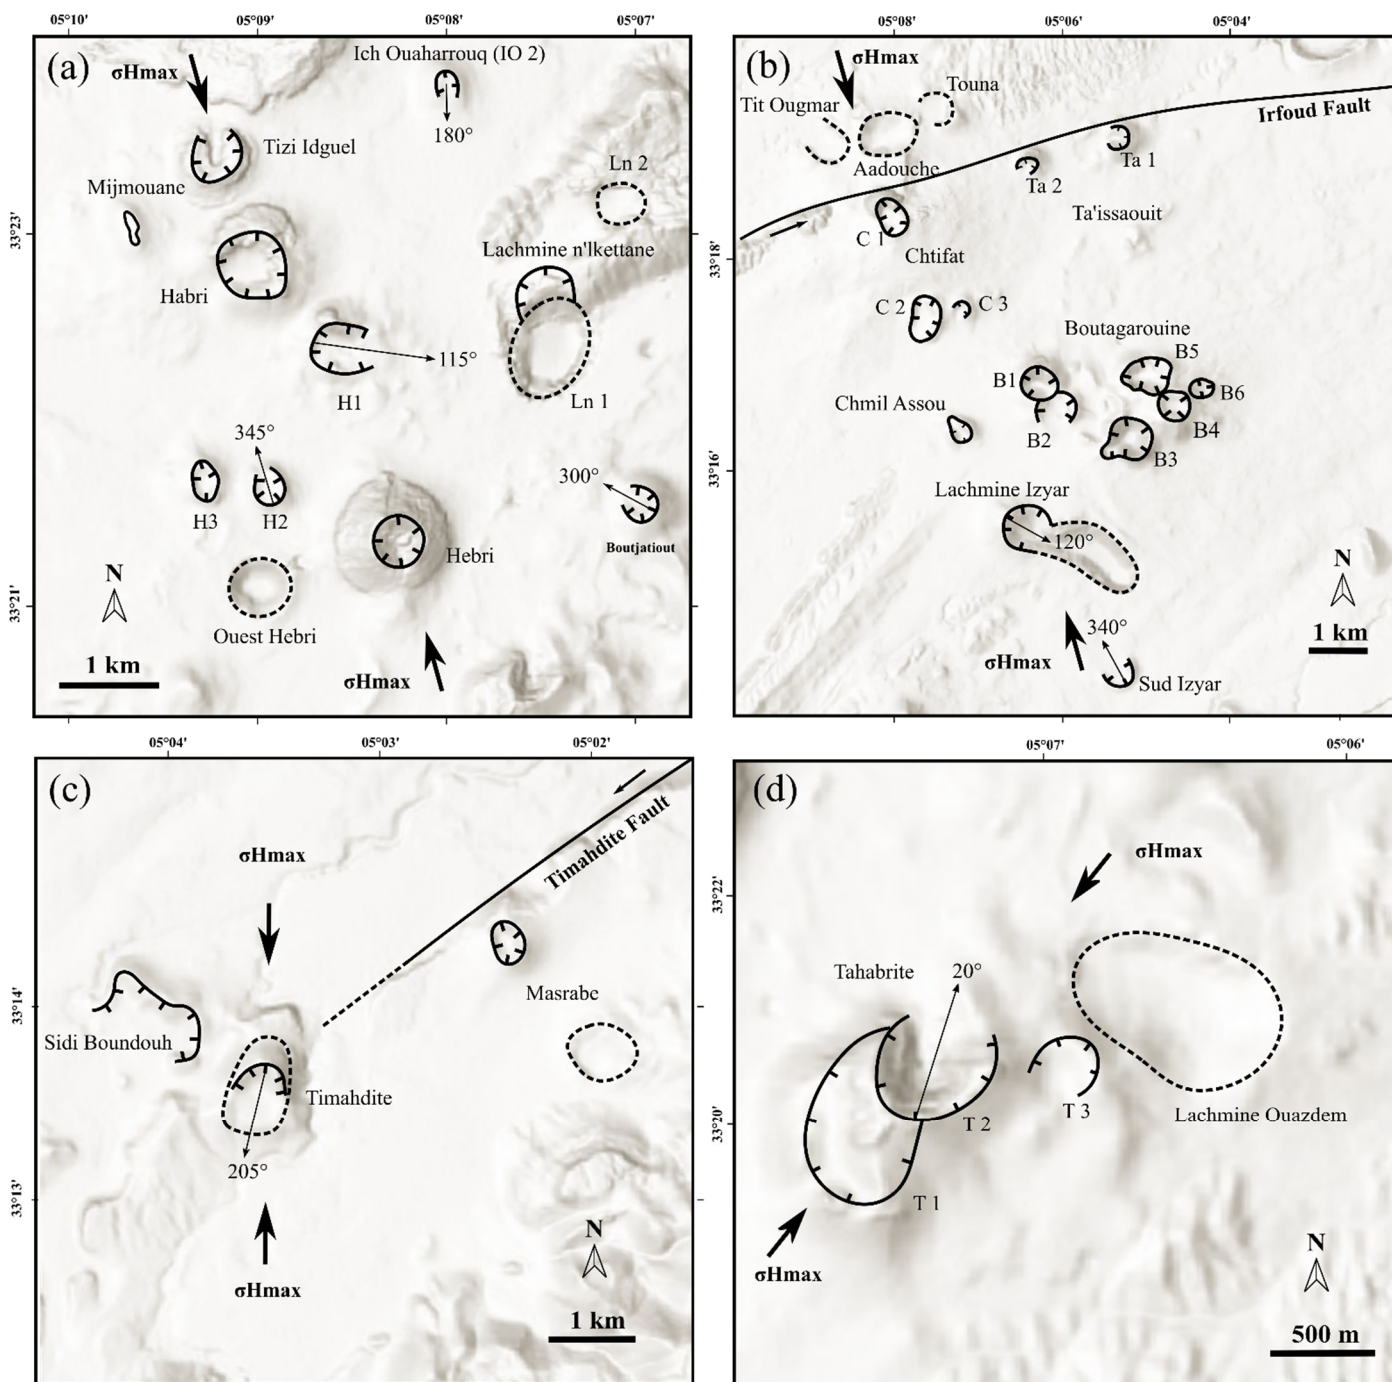 05°10'
05°09'
05°08'
05°07'
(a)
σHmax
Ich Ouaharrouq (IO 2)
180°
Tizi Idguel
Mijmouane
Ln 2
33°23'
Lachmine n'lkettane
Habri
115°
H1
Ln 1
345°
300°
H3
H2
Hebri
Boutjatiout
N
33°21'
Ouest Hebri
1 km
σHmax
05°08'
05°06'
05°04'
(b)
σHmax
Touna
Tit Ougmar
Irfoud Fault
Aadouche
Ta 1
Ta 2
Ta'issaouit
C 1
Chtifat
33°18'
C 2
C 3
Boutagarouine
B5
B1
B6
Chmil Assou
B2
B4
B3
33°16'
Lachmine Izyar
120°
N
340°
1 km
σHmax
Sud Izyar
05°04'
05°03'
05°02'
(c)
Timahdite Fault
σHmax
Masrabe
33°14'
Sidi Boundouh
Timahdite
205°
33°13'
N
σHmax
1 km
05°07'
05°06'
(d)
σHmax
33°22'
Tahabrite
20°
33°20'
T 2
T 3
Lachmine Ouazdem
T 1
N
σHmax
500 m